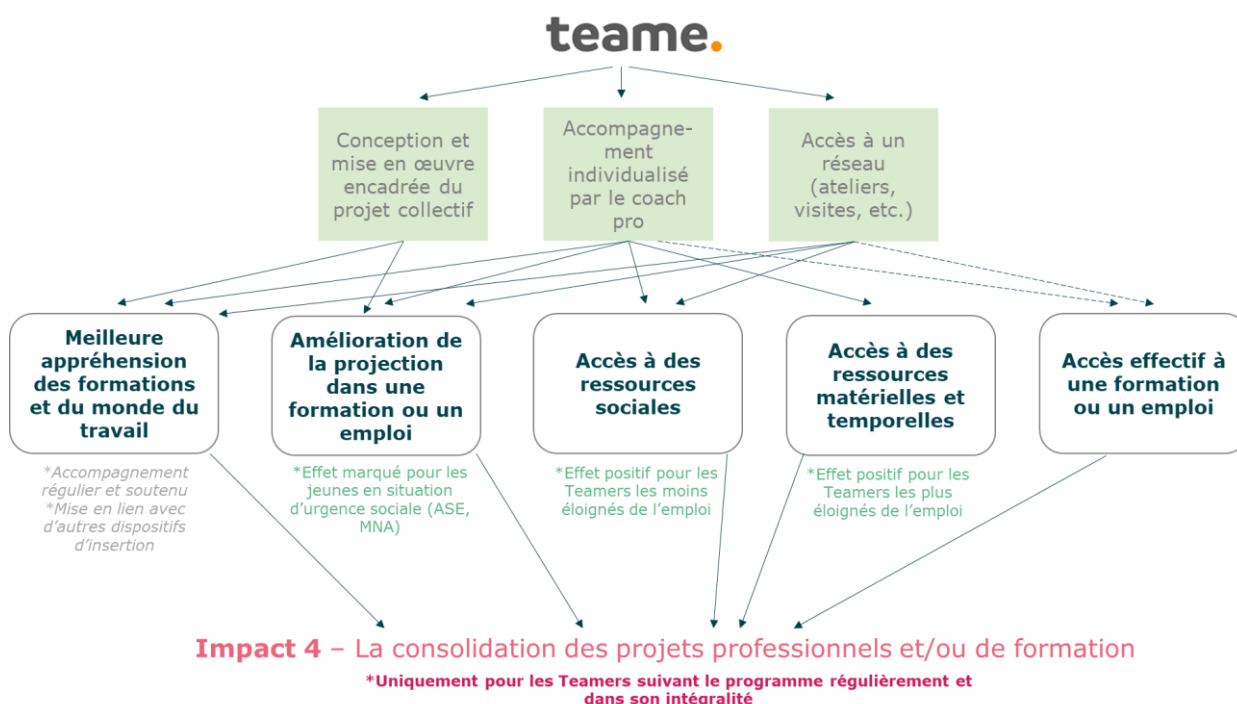 teame.
Conception et
mise en œuvre
encadrée du
projet collectif
Accompagne-
ment
individualisé
par le coach
pro
Accès à un
réseau
(ateliers,
visites, etc.)
Meilleure
appréhension
des formations
et du monde du
travail
Amélioration de
la projection
dans une
formation ou un
emploi
Accès à des
ressources
sociales
Accès à des
ressources
matérielles et
temporelles
Accès effectif à
une formation
ou un emploi
*Accompagnement
régulier et soutenu
*Mise en lien avec
d'autres dispositifs
d'insertion
*Effet marqué pour les
jeunes en situation
d'urgence sociale (ASE,
MNA)
*Effet positif pour les
Teamers les moins
éloignés de l'emploi
*Effet positif pour les
Teamers les plus
éloignés de l'emploi
Impact 4 – La consolidation des projets professionnels et/ou de formation
*Uniquement pour les Teamers suivant le programme régulièrement et
dans son intégralité